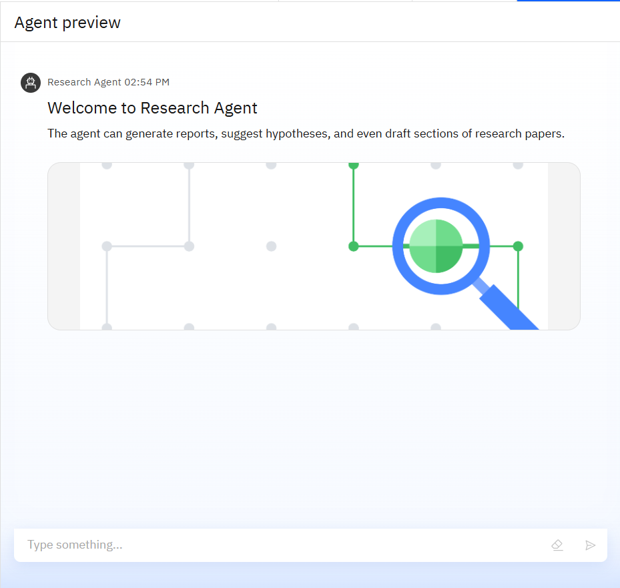 Agent preview
Research Agent 02:54 PM
Welcome to Research Agent
The agent can generate reports, suggest hypotheses, and even draft sections of research papers.
Type something...